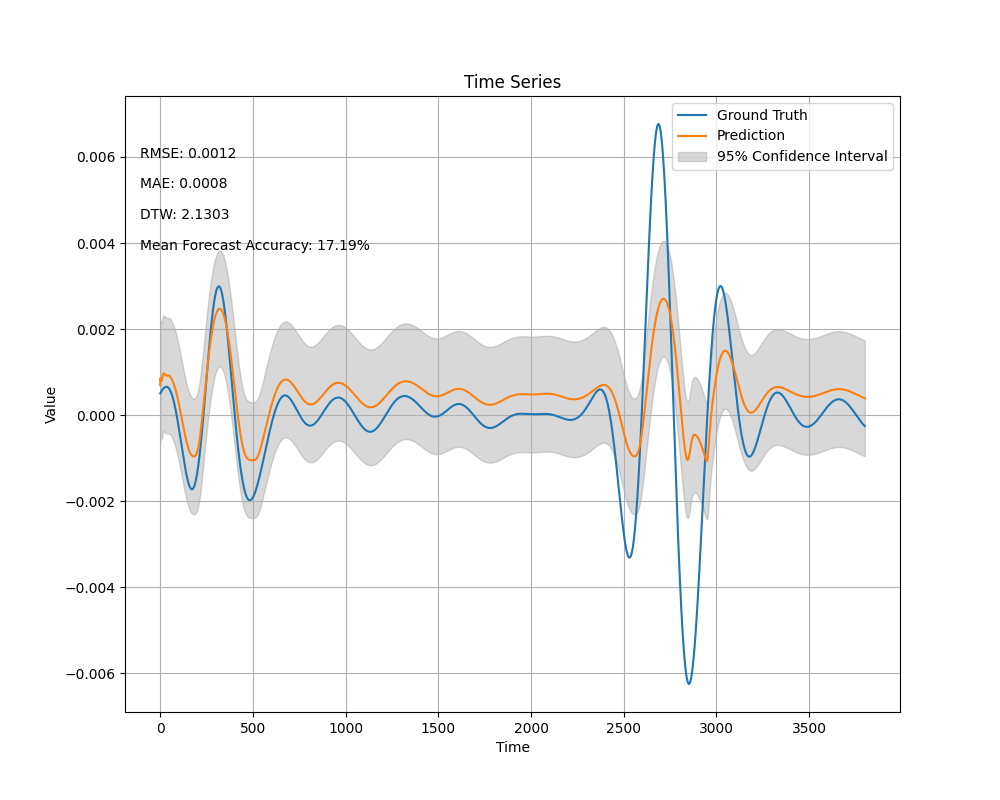 Time Series
Ground Truth
Prediction
95% Confidence Interval
RMSE: 0.0012
MAE: 0.0008
DTW: 2.1303
Mean Forecast Accuracy: 17.19%
Value
0.006
0.004
0.002
0.000
−0.002
−0.004
−0.006
0 500 1000 1500 2000 2500 3000 3500
Time